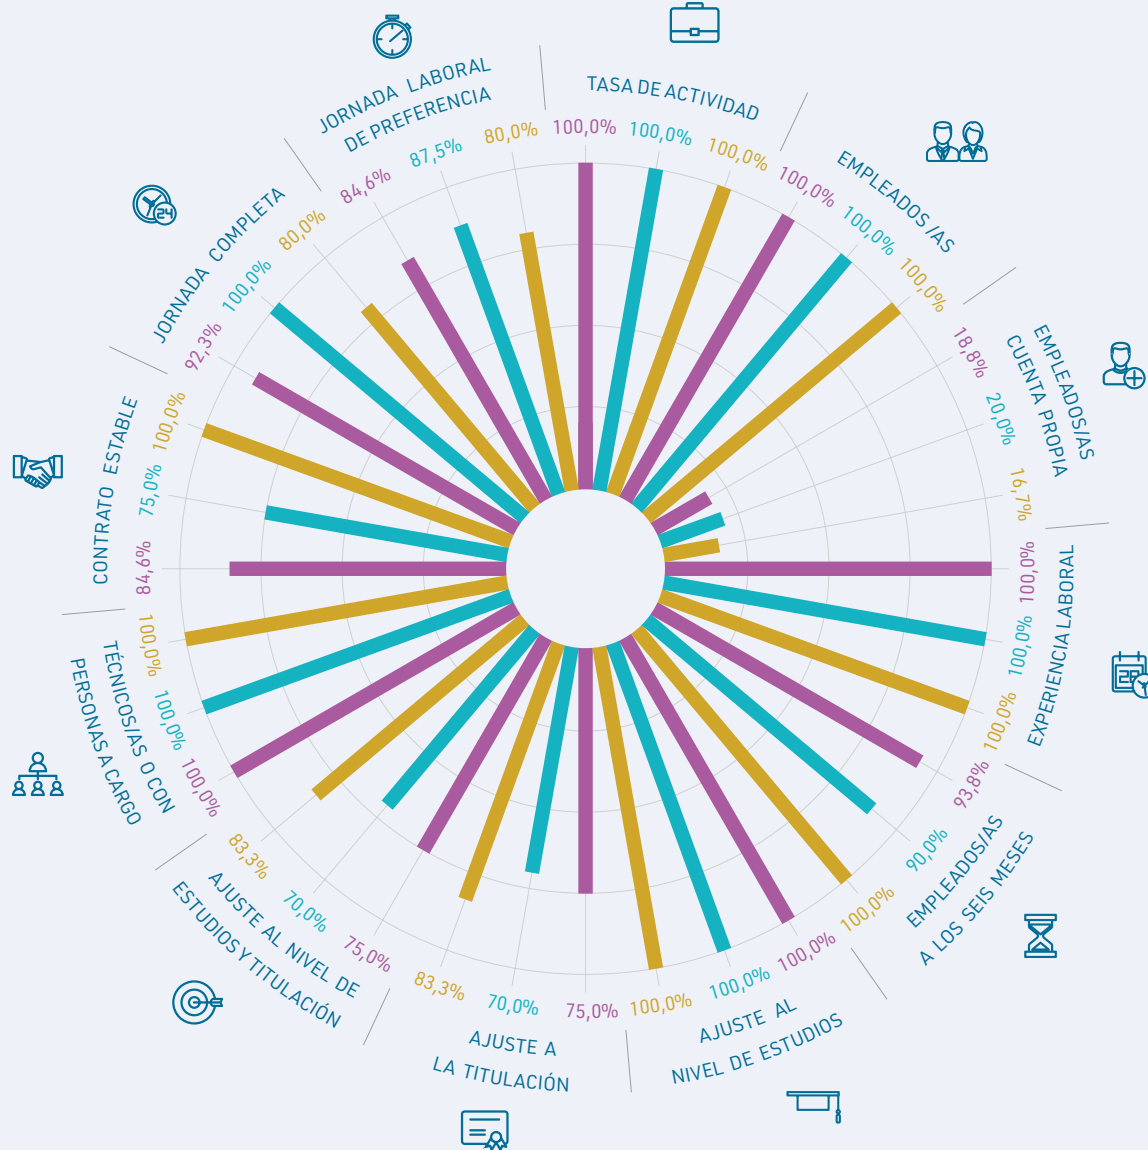 TASA DE ACTIVIDAD
100,0%
100,0%
100,0%
EMPLEADOS/AS
100,0%
100,0%
100,0%
EMPLEADOS/AS
CUENTA PROPIA
18,8%
20,0%
16,7%
EXPERIENCIA LABORAL
100,0%
100,0%
100,0%
EMPLEADOS/AS
A LOS SEIS MESES
93,8%
90,0%
100,0%
AJUSTE AL
NIVEL DE ESTUDIOS
100,0%
100,0%
100,0%
AJUSTE A
LA TITULACIÓN
75,0%
70,0%
83,3%
AJUSTE AL NIVEL DE
ESTUDIOS Y TITULACIÓN
75,0%
70,0%
83,3%
TÉCNICOS/AS O CON
PERSONAS A CARGO
100,0%
100,0%
100,0%
CONTRATO ESTABLE
84,6%
75,0%
100,0%
JORNADA COMPLETA
92,3%
100,0%
80,0%
JORNADA LABORAL
DE PREFERENCIA
84,6%
87,5%
80,0%
24